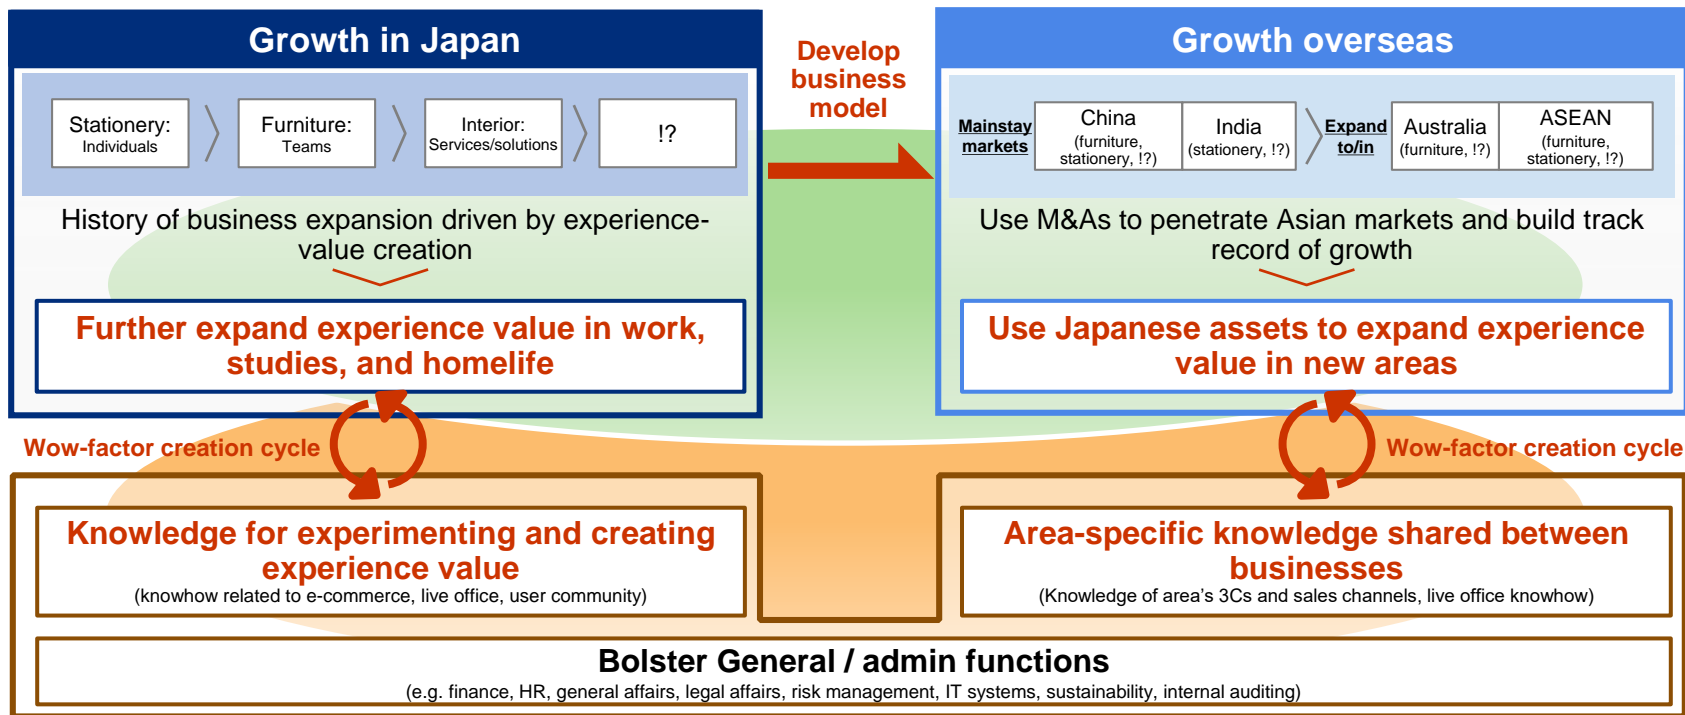 Growth in Japan
Stationery:
Individuals
Furniture:
Teams
Interior:
Services/solutions
!?
History of business expansion driven by experience-
value creation
Further expand experience value in work,
studies, and homelife
Develop
business
model
Growth overseas
Mainstay
markets
China
(furniture,
stationery, !?)
India
(stationery, !?)
Expand
to/in
Australia
(furniture, !?)
ASEAN
(furniture,
stationery, !?)
Use M&As to penetrate Asian markets and build track
record of growth
Use Japanese assets to expand experience
value in new areas
Wow-factor creation cycle
Wow-factor creation cycle
Knowledge for experimenting and creating
experience value
(knowhow related to e-commerce, live office, user community)
Area-specific knowledge shared between
businesses
(Knowledge of area's 3Cs and sales channels, live office knowhow)
Bolster General / admin functions
(e.g. finance, HR, general affairs, legal affairs, risk management, IT systems, sustainability, internal auditing)